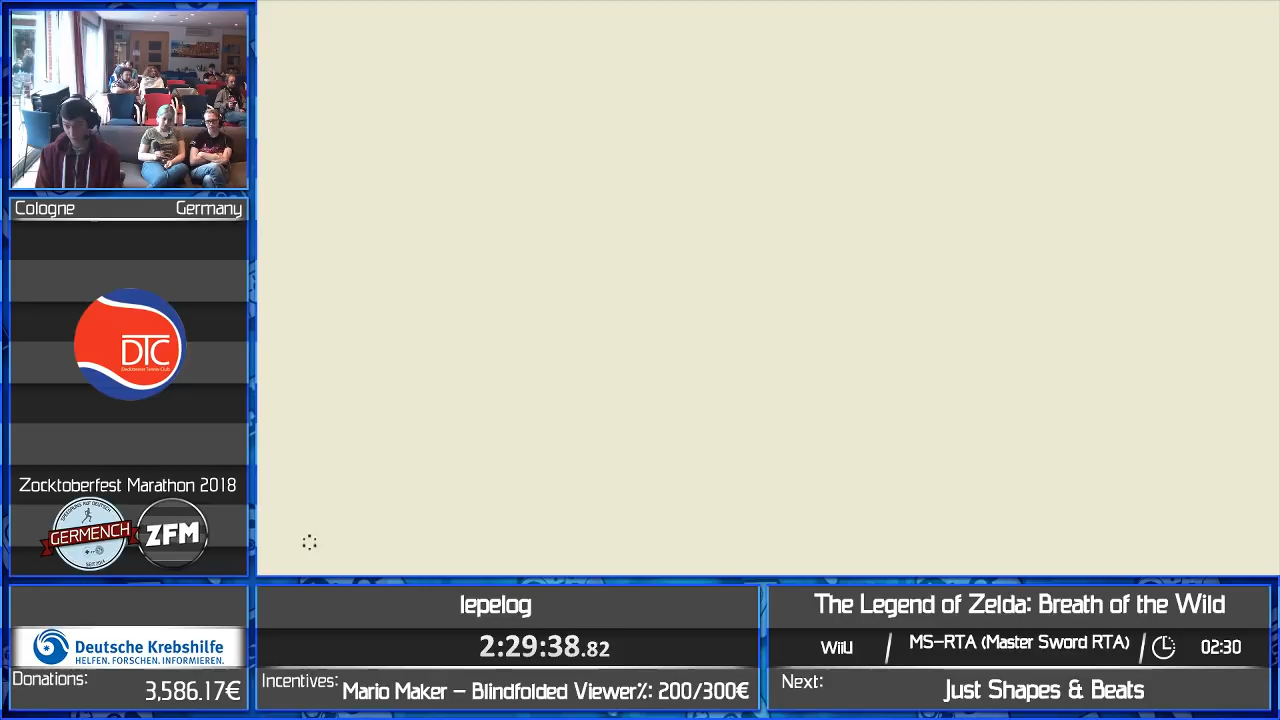 Cologne Germany
DTC
GERMENCH
ZFM
Zocktoberfest Marathon 2018
Deutsche Krebshilfe
HELFEN. FORSCHEN. INFORMIEREN.
Donations: 3,586.17€
lepelog
2:29:38.82
Incentives: Mario Maker – Blindfolded Viewer%: 200/300€
The Legend of Zelda: Breath of the Wild
WiiU MS-RTA (Master Sword RTA) 02:30
Next: Just Shapes & Beats